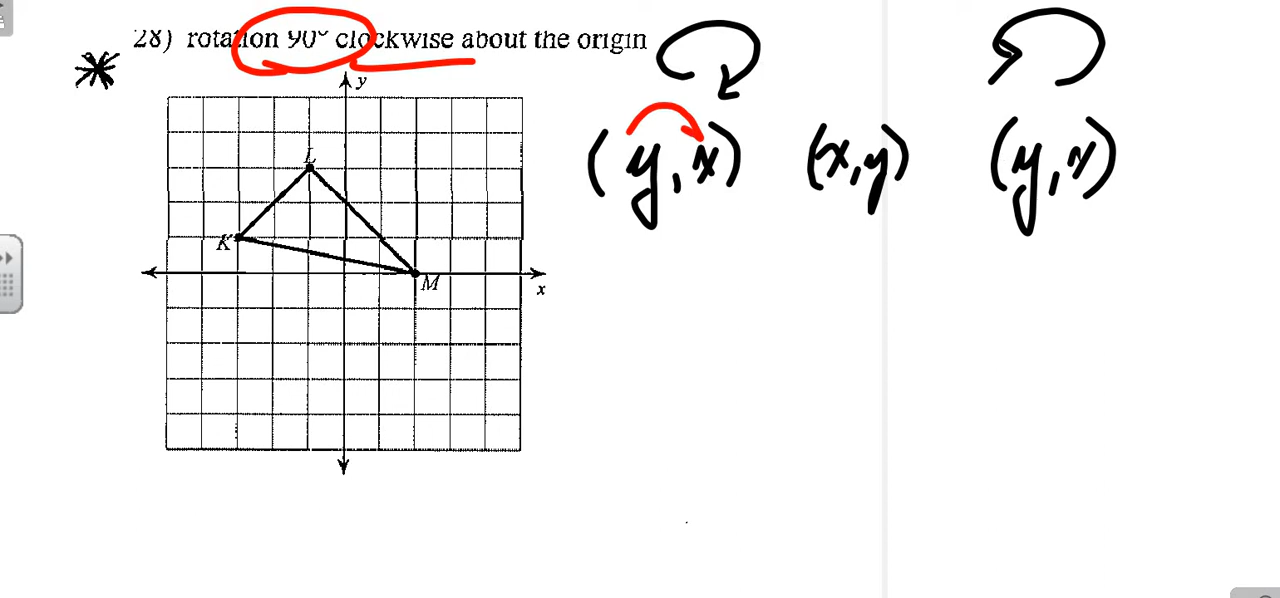 28) rotation 90° clockwise about the origin
y
(y, x) (x, y) (y, x)
L
K
M
x